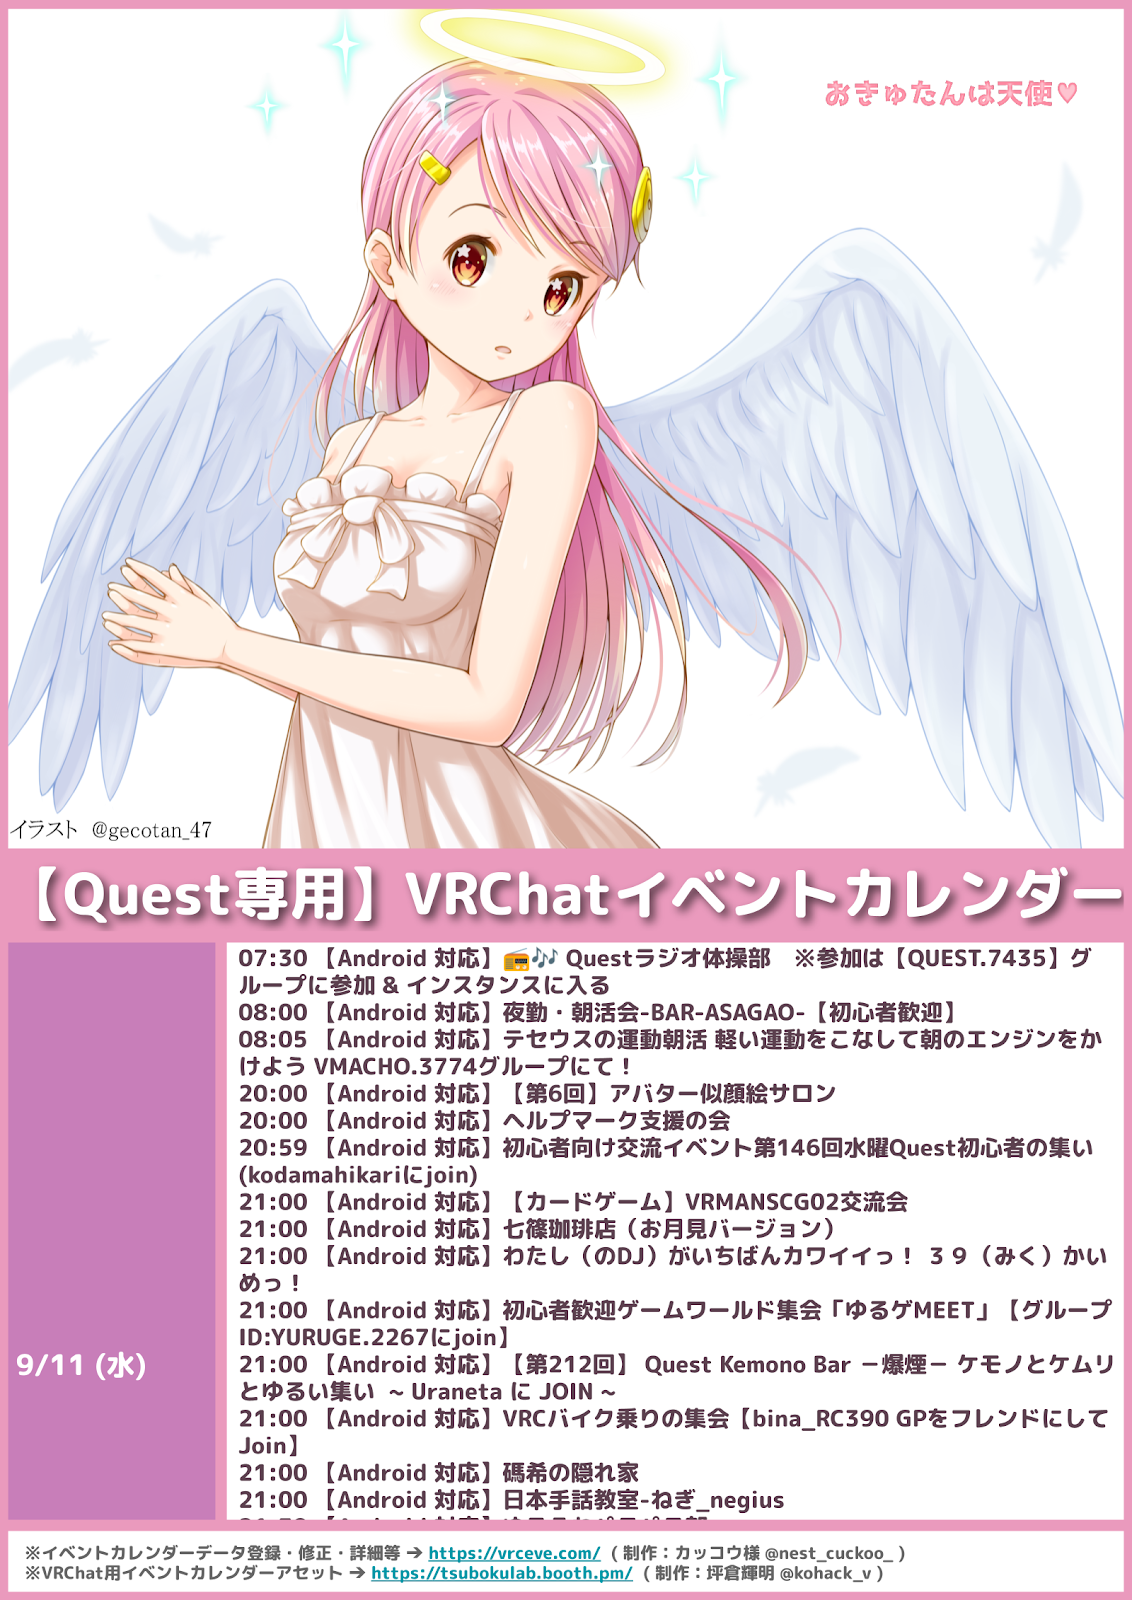 おきゅたんは天使♥
イラスト @gecotan_47
【Quest専用】VRChatイベントカレンダー
07:30 【Android 対応】📻🎶 Questラジオ体操部　※参加は【QUEST.7435】グ
ループに参加 & インスタンスに入る
08:00 【Android 対応】夜勤・朝活会-BAR-ASAGAO-【初心者歓迎】
08:05 【Android 対応】テセウスの運動朝活 軽い運動をこなして朝のエンジンをか
けよう VMACHO.3774グループにて！
20:00 【Android 対応】【第6回】アバター似顔絵サロン
20:00 【Android 対応】ヘルプマーク支援の会
20:59 【Android 対応】初心者向け交流イベント第146回水曜Quest初心者の集い
(kodamahikariにjoin)
21:00 【Android 対応】【カードゲーム】VRMANSCG02交流会
21:00 【Android 対応】七篠珈琲店（お月見バージョン）
21:00 【Android 対応】わたし（のDJ）がいちばんカワイイっ！ ３９（みく）かい
めっ！
21:00 【Android 対応】初心者歓迎ゲームワールド集会「ゆるゲMEET」【グループ
ID:YURUGE.2267にjoin】
9/11 (水)
21:00 【Android 対応】【第212回】 Quest Kemono Bar －爆煙－ ケモノとケムリ
とゆるい集い ~ Uraneta に JOIN ~
21:00 【Android 対応】VRCバイク乗りの集会【bina_RC390 GPをフレンドにして
Join】
21:00 【Android 対応】碼希の隠れ家
21:00 【Android 対応】日本手話教室-ねぎ_negius
※イベントカレンダーデータ登録・修正・詳細等 ➔ https://vrceve.com/ ( 制作：カッコウ様 @nest_cuckoo_ )
※VRChat用イベントカレンダーアセット ➔ https://tsubokulab.booth.pm/ ( 制作：坪倉輝明 @kohack_v )